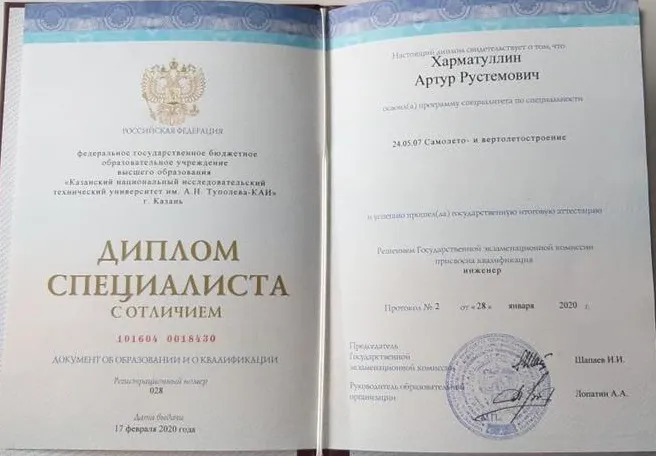 РОССИЙСКАЯ ФЕДЕРАЦИЯ
федеральное государственное бюджетное
образовательное учреждение
высшего образования
«Казанский национальный исследовательский
технический университет им. А.Н. Туполева-КАИ»
г. Казань
ДИПЛОМ
СПЕЦИАЛИСТА
С ОТЛИЧИЕМ
101604 0018430
ДОКУМЕНТ ОБ ОБРАЗОВАНИИ И О КВАЛИФИКАЦИИ
Регистрационный номер
028
Дата выдачи
17 февраля 2020 года
Настоящий диплом свидетельствует о том, что
Харматуллин
Артур Рустемович
освоил(а) программу специалитета по специальности
24.05.07 Самолето- и вертолетостроение
и успешно прошел(ла) государственную итоговую аттестацию
Решением Государственной экзаменационной комиссии
присвоена квалификация
инженер
Протокол № 2 от «28» января 2020 г.
Председатель
Государственной
экзаменационной комиссии
Шапаев И.И.
Руководитель образовательной
организации
Лопатин А.А.
М.П.